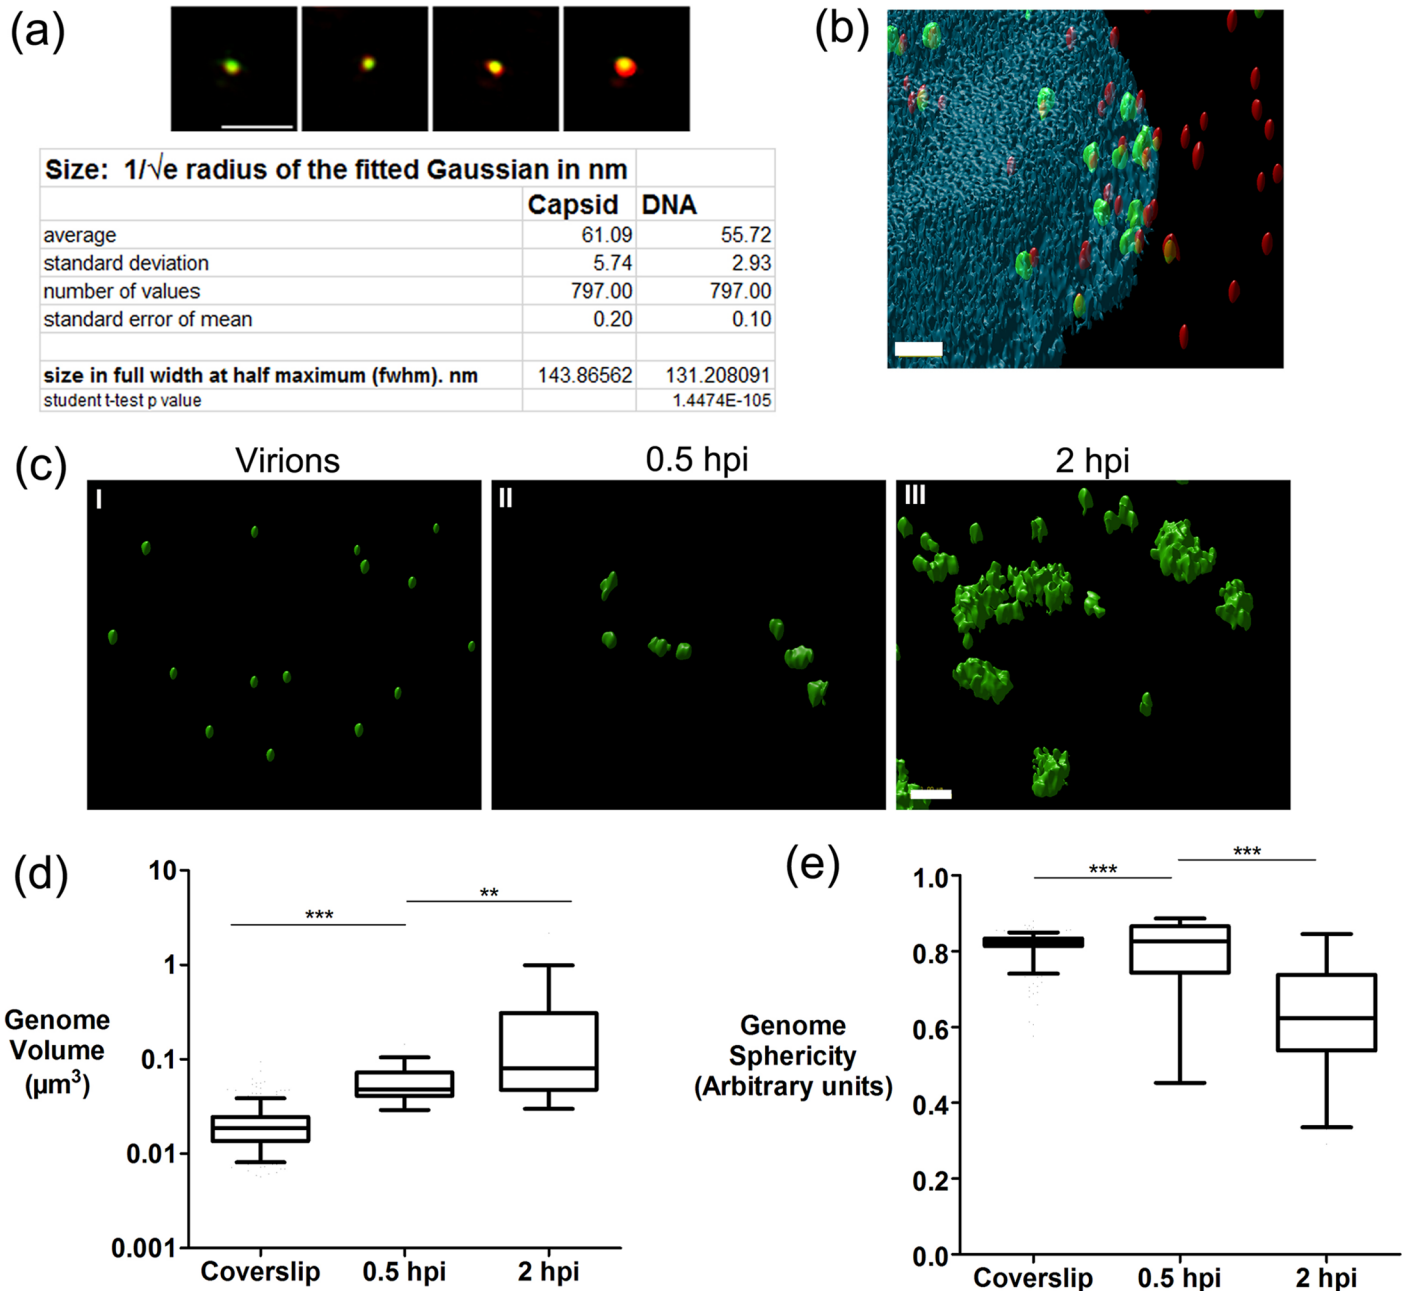 (a)
Size: 1/√e radius of the fitted Gaussian in nm
Capsid DNA
average 61.09 55.72
standard deviation 5.74 2.93
number of values 797.00 797.00
standard error of mean 0.20 0.10
size in full width at half maximum (fwhm). nm 143.86562 131.208091
student t-test p value 1.4474E-105
(b)
(c)
Virions 0.5 hpi 2 hpi
I II III
(d)
10
1
0.1
0.01
0.001
Genome
Volume
(µm³)
*** **
Coverslip 0.5 hpi 2 hpi
(e)
1.0
0.8
0.6
0.4
0.2
0.0
Genome
Sphericity
(Arbitrary units)
*** ***
Coverslip 0.5 hpi 2 hpi